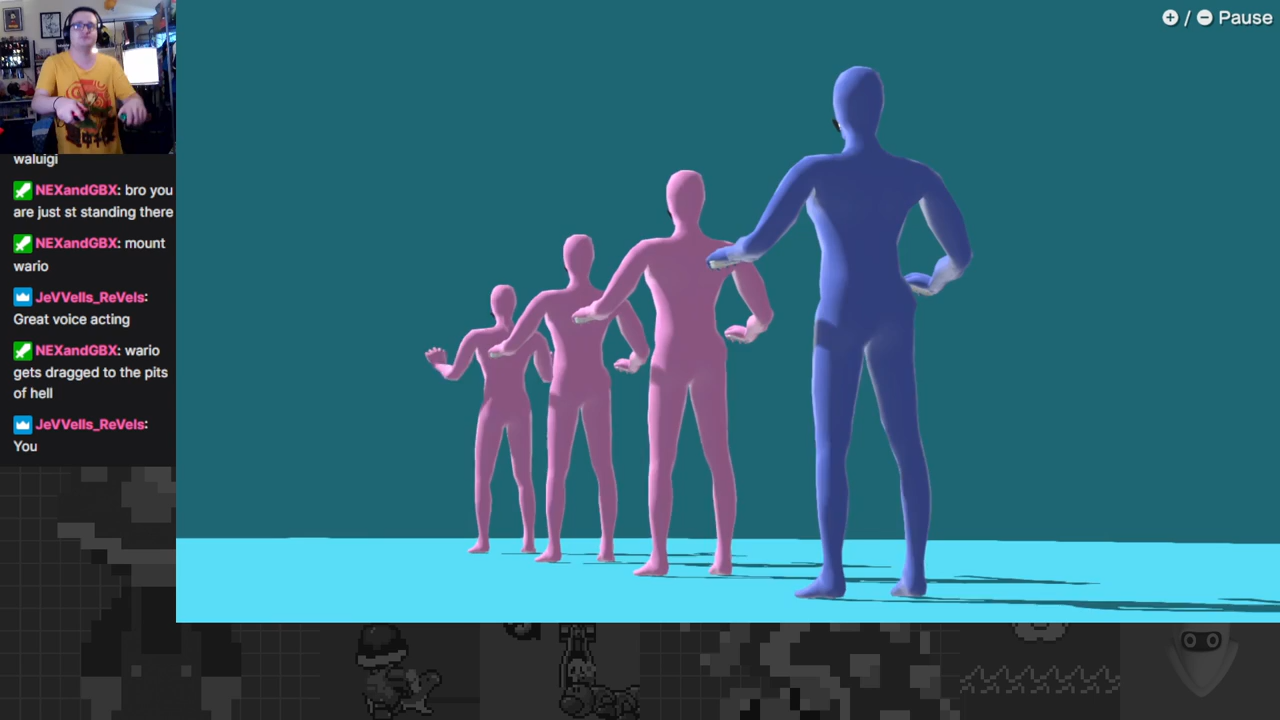 + / - Pause
waluigi
NEXandGBX: bro you
are just st standing there
NEXandGBX: mount
wario
JeVVells_ReVels:
Great voice acting
NEXandGBX: wario
gets dragged to the pits
of hell
JeVVells_ReVels:
You